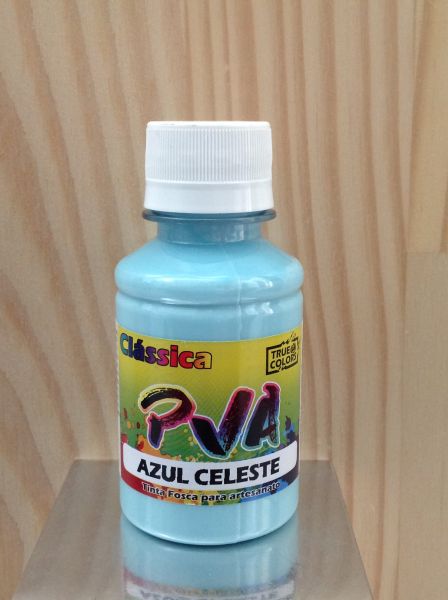 Clássica
TRUE
COLORS
PVA
AZUL CELESTE
Tinta Fosca para artesanato